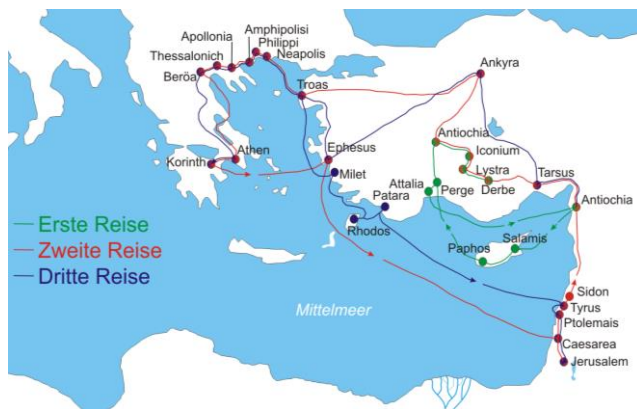 Apollonia
Amphipolisi
Philippi
Thessalonich
Neapolis
Beröa
Troas
Ankyra
Antiochia
Iconium
Athen
Korinth
Ephesus
Milet
Lystra
Derbe
Tarsus
Attalia
Perge
Patara
Antiochia
Rhodos
Paphos
Salamis
Erste Reise
Zweite Reise
Dritte Reise
Mittelmeer
Sidon
Tyrus
Ptolemais
Caesarea
Jerusalem